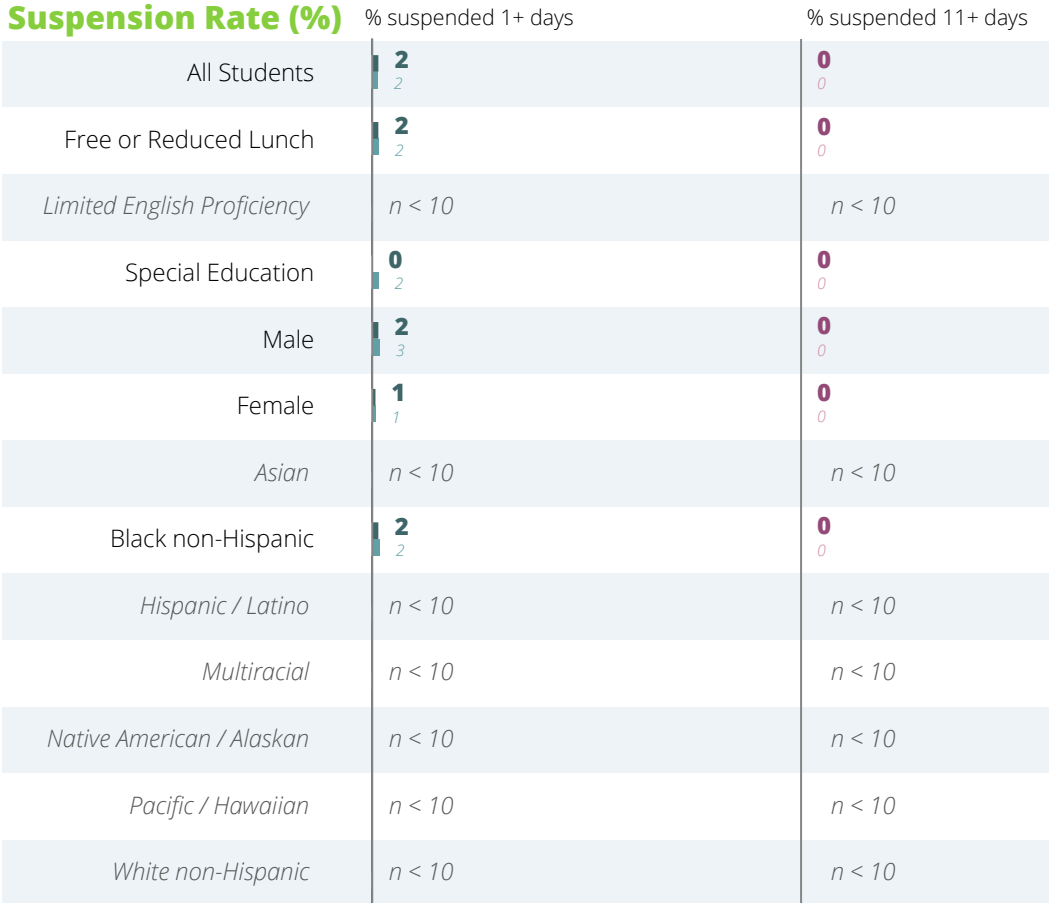 Suspension Rate (%) % suspended 1+ days % suspended 11+ days
All Students 2 0
2 0
Free or Reduced Lunch 2 0
2 0
Limited English Proficiency n < 10 n < 10
Special Education 0 0
2 0
Male 2 0
3 0
Female 1 0
1 0
Asian n < 10 n < 10
Black non-Hispanic 2 0
2 0
Hispanic / Latino n < 10 n < 10
Multiracial n < 10 n < 10
Native American / Alaskan n < 10 n < 10
Pacific / Hawaiian n < 10 n < 10
White non-Hispanic n < 10 n < 10